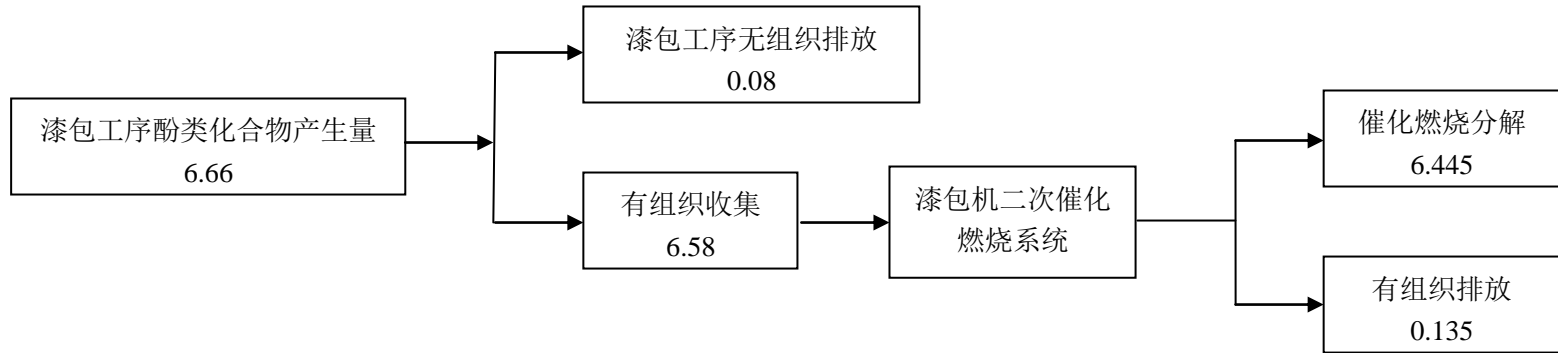 漆包工序酚类化合物产生量
6.66
漆包工序无组织排放
0.08
有组织收集
6.58
漆包机二次催化
燃烧系统
催化燃烧分解
6.445
有组织排放
0.135